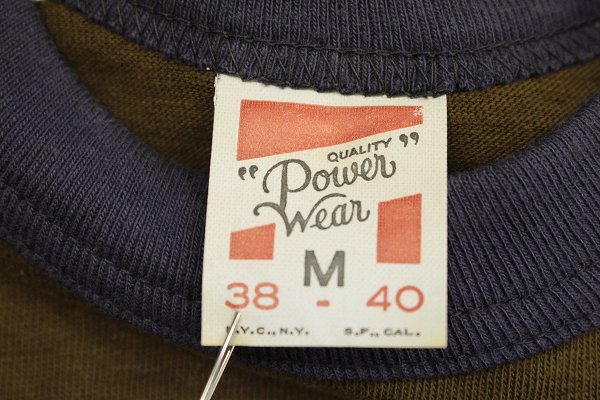 QUALITY
"Power"
Wear
M
38 - 40
N.Y.C., N.Y. S.F., CAL.